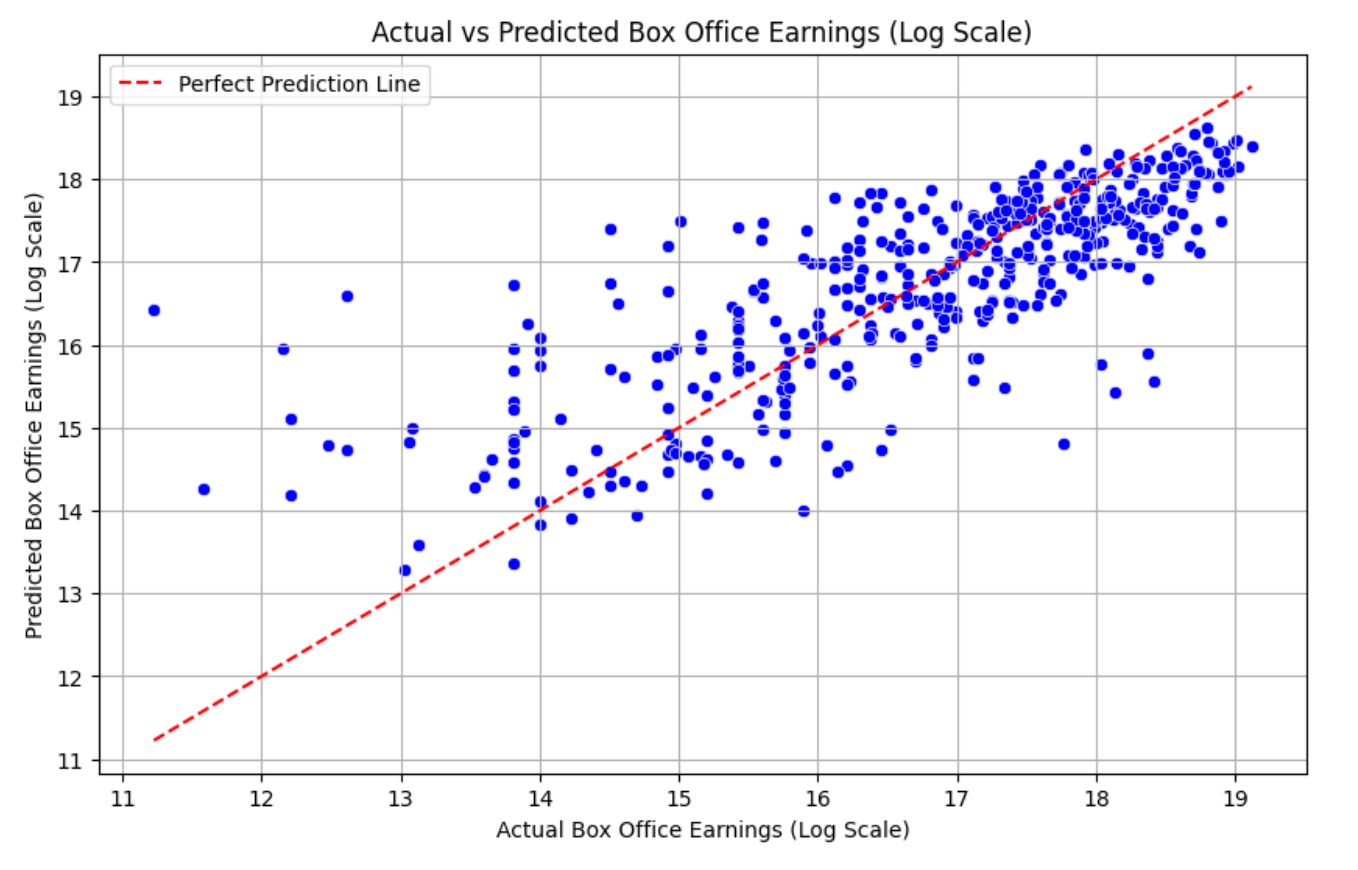 Actual vs Predicted Box Office Earnings (Log Scale)
Perfect Prediction Line
Predicted Box Office Earnings (Log Scale)
19
18
17
16
15
14
13
12
11
11 12 13 14 15 16 17 18 19
Actual Box Office Earnings (Log Scale)